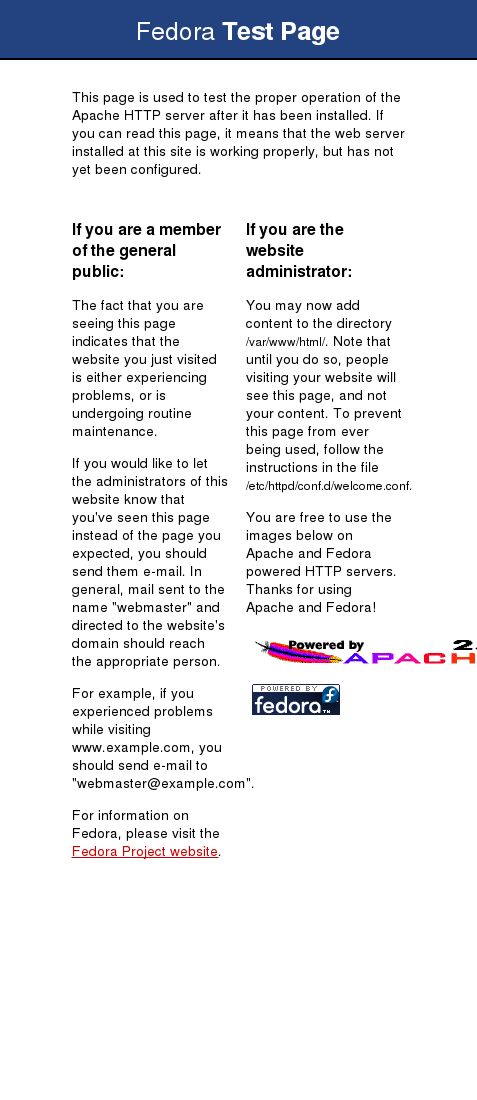 Fedora Test Page
This page is used to test the proper operation of the
Apache HTTP server after it has been installed. If
you can read this page, it means that the web server
installed at this site is working properly, but has not
yet been configured.
If you are a member
of the general
public:
The fact that you are
seeing this page
indicates that the
website you just visited
is either experiencing
problems, or is
undergoing routine
maintenance.
If you would like to let
the administrators of this
website know that
you've seen this page
instead of the page you
expected, you should
send them e-mail. In
general, mail sent to the
name "webmaster" and
directed to the website's
domain should reach
the appropriate person.
For example, if you
experienced problems
while visiting
www.example.com, you
should send e-mail to
"webmaster@example.com".
For information on
Fedora, please visit the
Fedora Project website.
If you are the
website
administrator:
You may now add
content to the directory
/var/www/html/. Note that
until you do so, people
visiting your website will
see this page, and not
your content. To prevent
this page from ever
being used, follow the
instructions in the file
/etc/httpd/conf.d/welcome.conf.
You are free to use the
images below on
Apache and Fedora
powered HTTP servers.
Thanks for using
Apache and Fedora!
Powered by 2.
APACH
POWERED BY
fedora